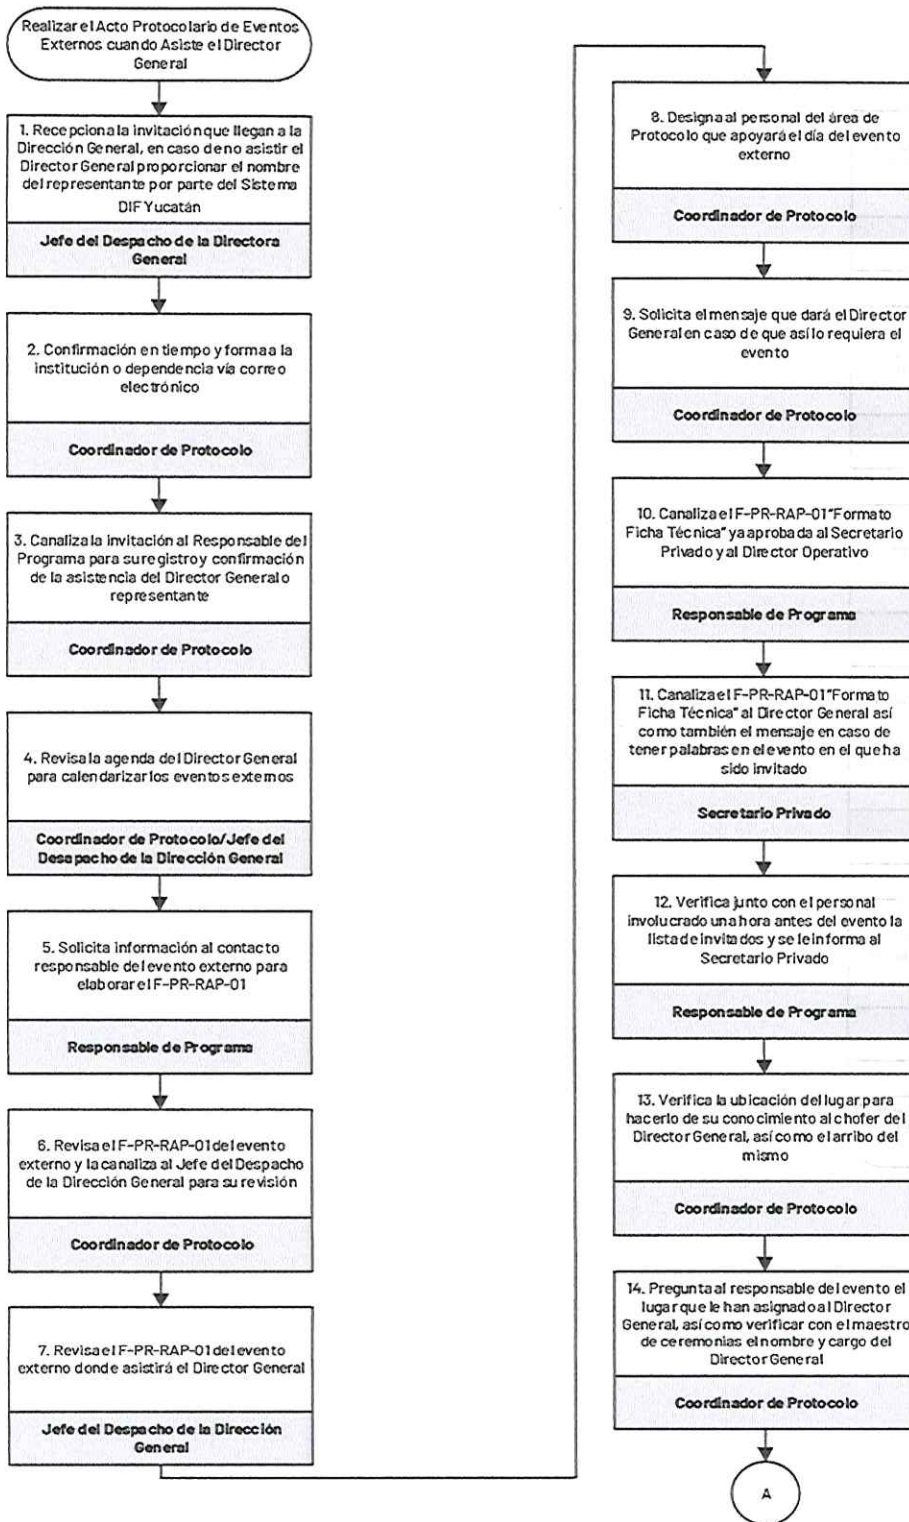 Realizar el Acto Protocolario de Eventos
Externos cuando Asiste el Director
General
1. Recepciona la invitación que llegan a la
Dirección General, en caso de no asistir el
Director General proporcionar el nombre
del representante por parte del Sistema
DIF Yucatán
Jefe del Despacho de la Directora
General
2. Confirmación en tiempo y forma a la
institución o dependencia vía correo
electrónico
Coordinador de Protocolo
3. Canaliza la invitación al Responsable del
Programa para su registro y confirmación
de la asistencia del Director General o
representante
Coordinador de Protocolo
4. Revisa la agenda del Director General
para calendarizar los eventos externos
Coordinador de Protocolo/Jefe del
Desapacho de la Dirección General
5. Solicita información al contacto
responsable del evento externo para
elaborar el F-PR-RAP-01
Responsable de Programa
6. Revisa el F-PR-RAP-01 del evento
externo y la canaliza al Jefe del Despacho
de la Dirección General para su revisión
Coordinador de Protocolo
7. Revisa el F-PR-RAP-01 del evento
externo donde asistirá el Director General
Jefe del Despacho de la Dirección
General
8. Designa al personal del área de
Protocolo que apoyará el día del evento
externo
Coordinador de Protocolo
9. Solicita el mensaje que dará el Director
General en caso de que así lo requiera el
evento
Coordinador de Protocolo
10. Canaliza el F-PR-RAP-01 "Formato
Ficha Técnica" ya aprobada al Secretario
Privado y al Director Operativo
Responsable de Programa
11. Canaliza el F-PR-RAP-01 "Formato
Ficha Técnica" al Director General así
como también el mensaje en caso de
tener palabras en el evento en el que ha
sido invitado
Secretario Privado
12. Verifica junto con el personal
involucrado una hora antes del evento la
lista de invitados y se le informa al
Secretario Privado
Responsable de Programa
13. Verifica la ubicación del lugar para
hacerlo de su conocimiento al chofer del
Director General, así como el arribo del
mismo
Coordinador de Protocolo
14. Pregunta al responsable del evento el
lugar que le han asignado al Director
General, así como verificar con el maestro
de ceremonias el nombre y cargo del
Director General
Coordinador de Protocolo
A